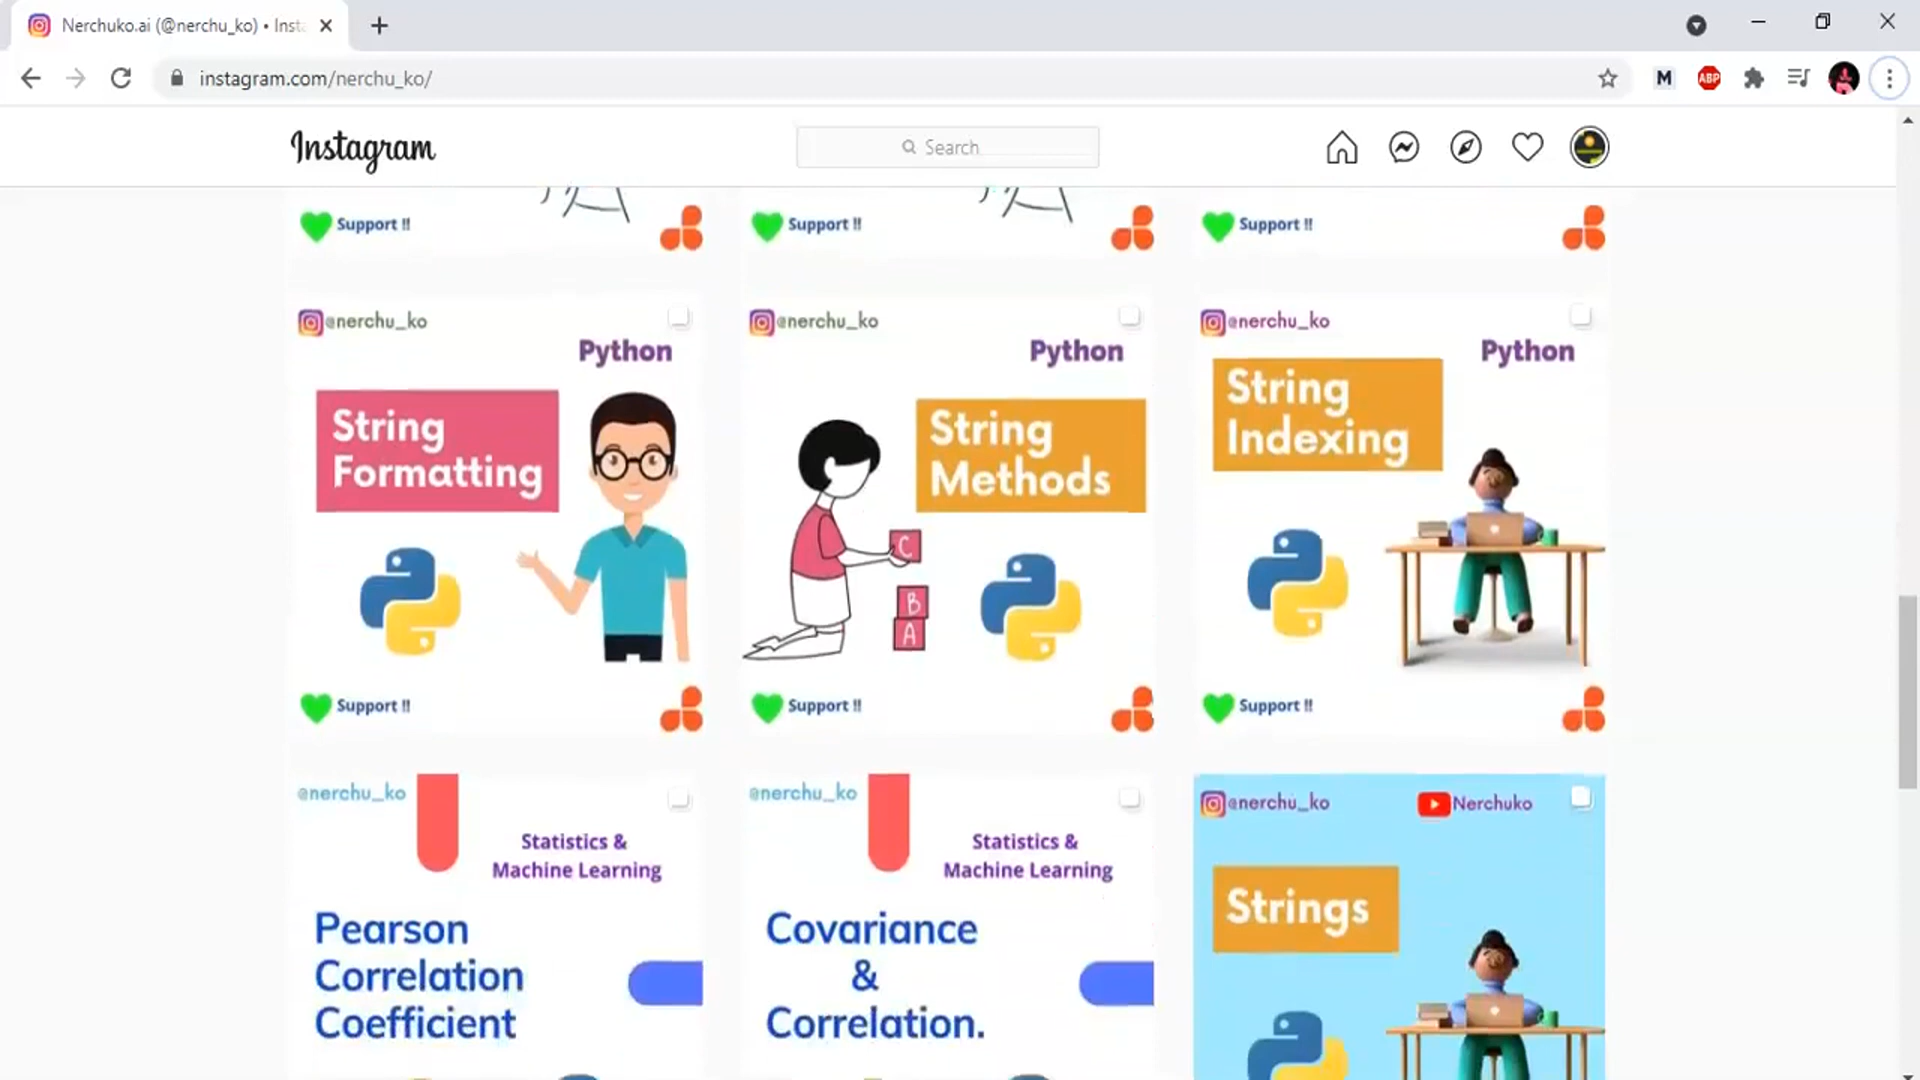 Nerchuko.ai (@nerchu_ko) • Inst
instagram.com/nerchu_ko/
M
ABP
Instagram
Search
Support !!
Support !!
Support !!
@nerchu_ko
Python
String
Formatting
Support !!
@nerchu_ko
Python
String
Methods
C
B
A
Support !!
@nerchu_ko
Python
String
Indexing
Support !!
@nerchu_ko
Statistics &
Machine Learning
Pearson
Correlation
Coefficient
@nerchu_ko
Statistics &
Machine Learning
Covariance
&
Correlation.
@nerchu_ko
Nerchuko
Strings